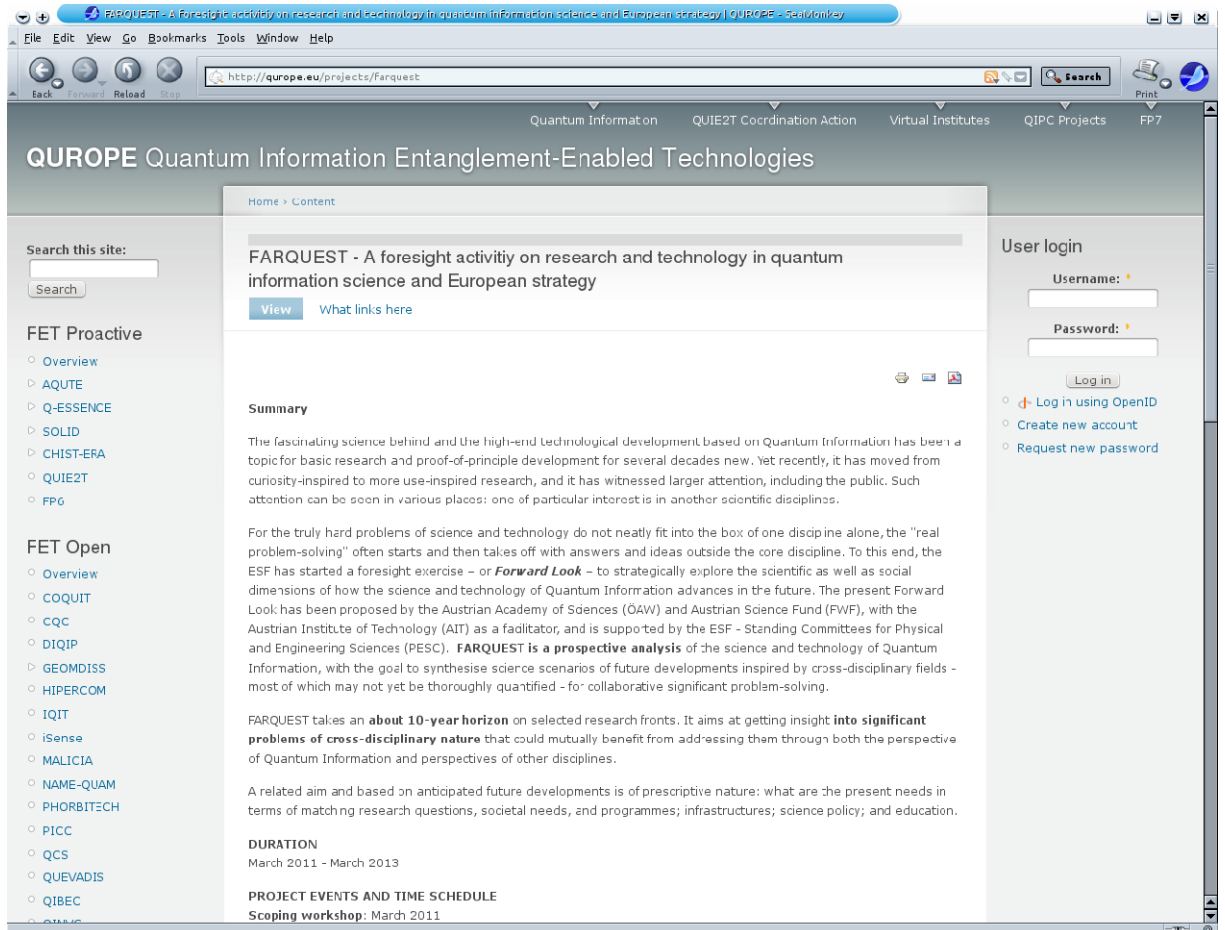 FARQUEST - A foresight activitiy on research and technology in quantum information science and European strategy | QUROPE - SeaMonkey
File Edit View Go Bookmarks Tools Window Help
http://qurope.eu/projects/farquest
Search
Back Forward Reload Stop
Print
Quantum Information QUIE2T Coordination Action Virtual Institutes QIPC Projects FP7
QUROPE Quantum Information Entanglement-Enabled Technologies
Home › Content
Search this site:
Search
FET Proactive
Overview
AQUTE
Q-ESSENCE
SOLID
CHIST-ERA
QUIE2T
FP6
FET Open
Overview
COQUIT
CQC
DIQIP
GEOMDISS
HIPERCOM
IQIT
iSense
MALICIA
NAME-QUAM
PHORBITECH
PICC
QCS
QUEVADIS
QIBEC
FARQUEST - A foresight activitiy on research and technology in quantum
information science and European strategy
View What links here
Summary
The fascinating science behind and the high-end technological development based on Quantum Information has been a
topic for basic research and proof-of-principle development for several decades new. Yet recently, it has moved from
curiosity-inspired to more use-inspired research, and it has witnessed larger attention, including the public. Such
attention can be seen in various places: one of particular interest is in another scientific disciplines.
For the truly hard problems of science and technology do not neatly fit into the box of one discipline alone, the "real
problem-solving" often starts and then takes off with answers and ideas outside the core discipline. To this end, the
ESF has started a foresight exercise – or Forward Look – to strategically explore the scientific as well as social
dimensions of how the science and technology of Quantum Information advances in the future. The present Forward
Look has been proposed by the Austrian Academy of Sciences (ÖAW) and Austrian Science Fund (FWF), with the
Austrian Institute of Technology (AIT) as a facilitator, and is supported by the ESF - Standing Committees for Physical
and Engineering Sciences (PESC). FARQUEST is a prospective analysis of the science and technology of Quantum
Information, with the goal to synthesise science scenarios of future developments inspired by cross-disciplinary fields -
most of which may not yet be thoroughly quantified - for collaborative significant problem-solving.
FARQUEST takes an about 10-year horizon on selected research fronts. It aims at getting insight into significant
problems of cross-disciplinary nature that could mutually benefit from addressing them through both the perspective
of Quantum Information and perspectives of other disciplines.
A related aim and based on anticipated future developments is of prescriptive nature: what are the present needs in
terms of matching research questions, societal needs, and programmes; infrastructures; science policy; and education.
DURATION
March 2011 - March 2013
PROJECT EVENTS AND TIME SCHEDULE
Scoping workshop: March 2011
User login
Username: *
Password: *
Log in
Log in using OpenID
Create new account
Request new password